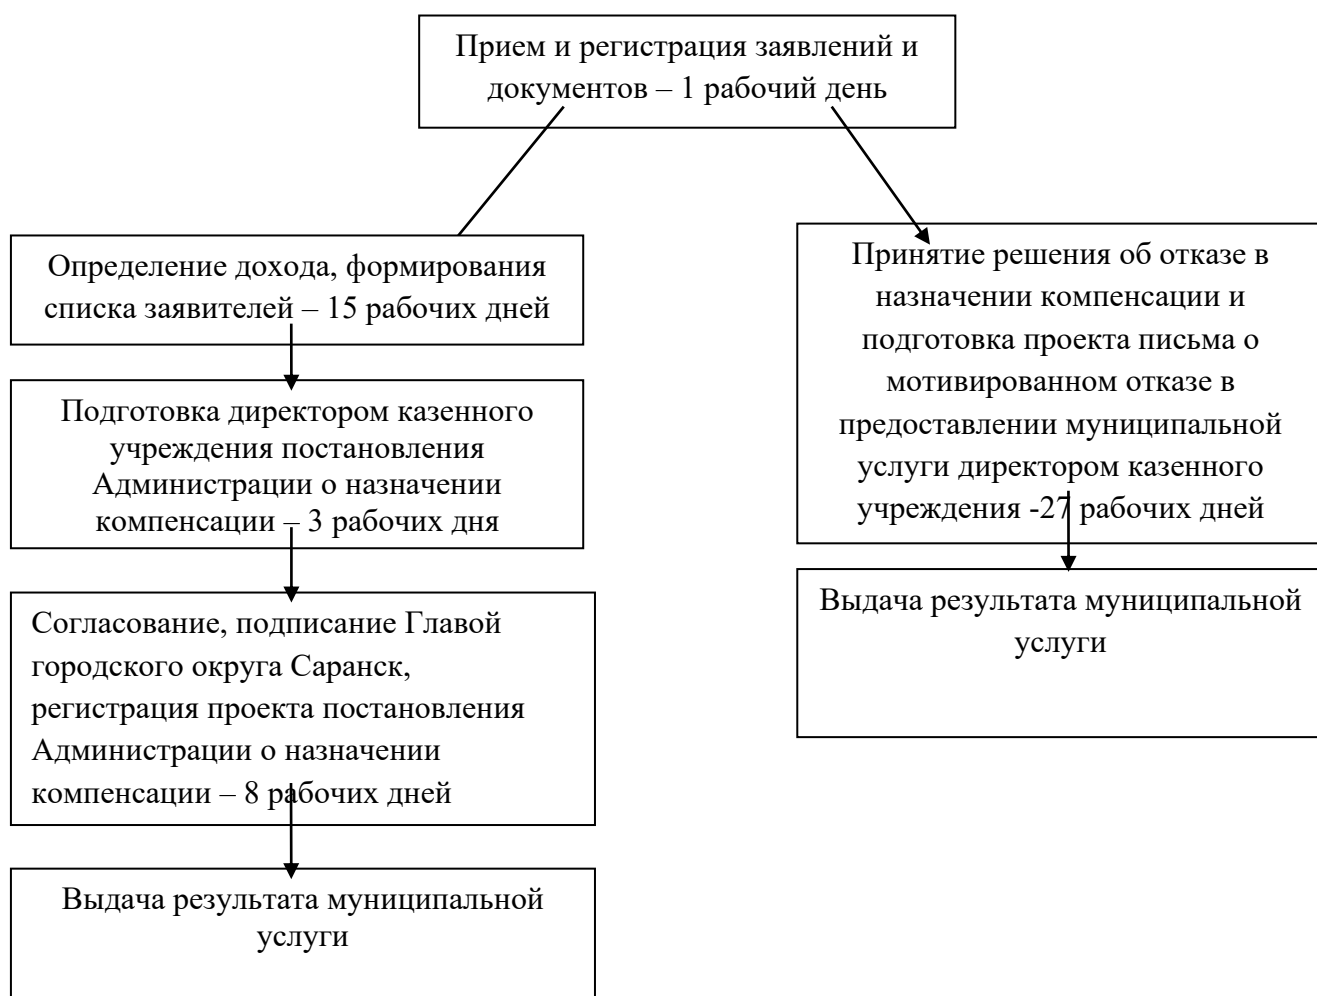 Прием и регистрация заявлений и
документов – 1 рабочий день
Определение дохода, формирования
списка заявителей – 15 рабочих дней
Подготовка директором казенного
учреждения постановления
Администрации о назначении
компенсации – 3 рабочих дня
Согласование, подписание Главой
городского округа Саранск,
регистрация проекта постановления
Администрации о назначении
компенсации – 8 рабочих дней
Выдача результата муниципальной
услуги
Принятие решения об отказе в
назначении компенсации и
подготовка проекта письма о
мотивированном отказе в
предоставлении муниципальной
услуги директором казенного
учреждения -27 рабочих дней
Выдача результата муниципальной
услуги